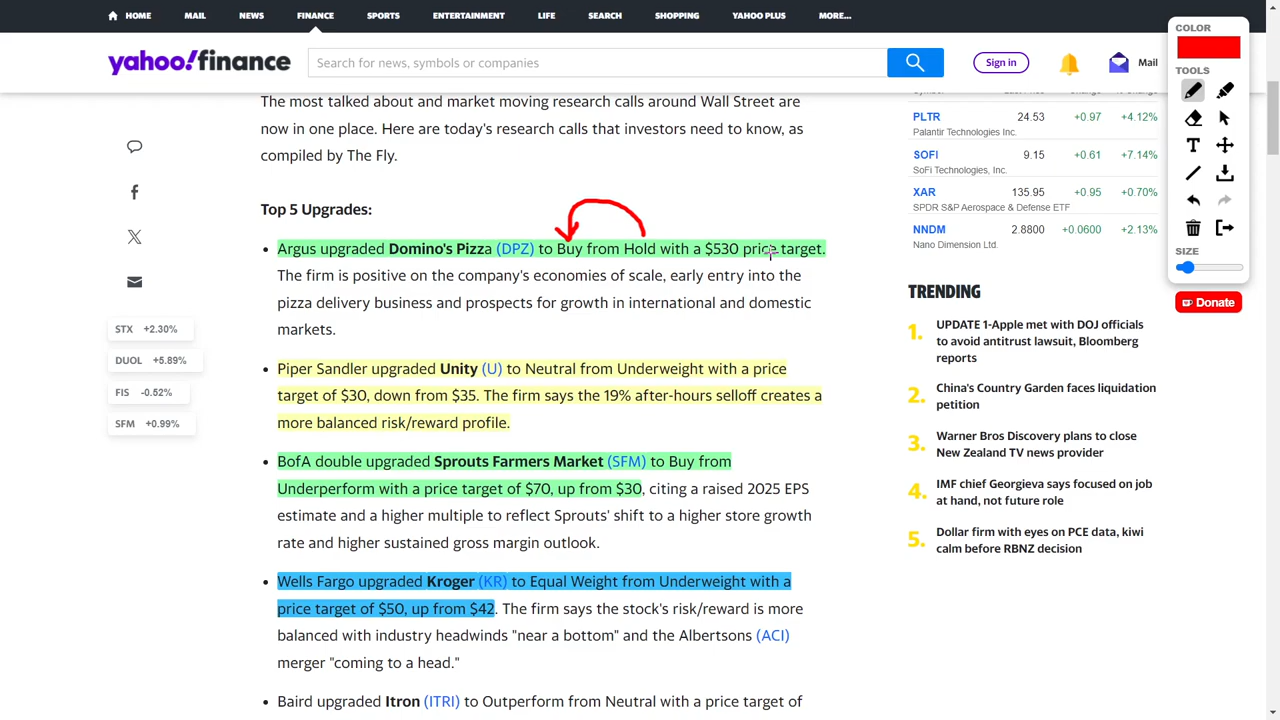 HOME MAIL NEWS FINANCE SPORTS ENTERTAINMENT LIFE SEARCH SHOPPING YAHOO PLUS MORE...
yahoo!finance
Search for news, symbols or companies
Sign in
Mail
COLOR
TOOLS
T
SIZE
Donate
The most talked about and market moving research calls around Wall Street are
now in one place. Here are today's research calls that investors need to know, as
compiled by The Fly.
Top 5 Upgrades:
• Argus upgraded Domino's Pizza (DPZ) to Buy from Hold with a $530 price target.
The firm is positive on the company's economies of scale, early entry into the
pizza delivery business and prospects for growth in international and domestic
markets.
• Piper Sandler upgraded Unity (U) to Neutral from Underweight with a price
target of $30, down from $35. The firm says the 19% after-hours selloff creates a
more balanced risk/reward profile.
• BofA double upgraded Sprouts Farmers Market (SFM) to Buy from
Underperform with a price target of $70, up from $30, citing a raised 2025 EPS
estimate and a higher multiple to reflect Sprouts' shift to a higher store growth
rate and higher sustained gross margin outlook.
• Wells Fargo upgraded Kroger (KR) to Equal Weight from Underweight with a
price target of $50, up from $42. The firm says the stock's risk/reward is more
balanced with industry headwinds "near a bottom" and the Albertsons (ACI)
merger "coming to a head."
• Baird upgraded Itron (ITRI) to Outperform from Neutral with a price target of
STX +2.30%
DUOL +5.89%
FIS -0.52%
SFM +0.99%
PLTR 24.53 +0.97 +4.12%
Palantir Technologies Inc.
SOFI 9.15 +0.61 +7.14%
SoFi Technologies, Inc.
XAR 135.95 +0.95 +0.70%
SPDR S&P Aerospace & Defense ETF
NNDM 2.8800 +0.0600 +2.13%
Nano Dimension Ltd.
TRENDING
1. UPDATE 1-Apple met with DOJ officials
to avoid antitrust lawsuit, Bloomberg
reports
2. China's Country Garden faces liquidation
petition
3. Warner Bros Discovery plans to close
New Zealand TV news provider
4. IMF chief Georgieva says focused on job
at hand, not future role
5. Dollar firm with eyes on PCE data, kiwi
calm before RBNZ decision